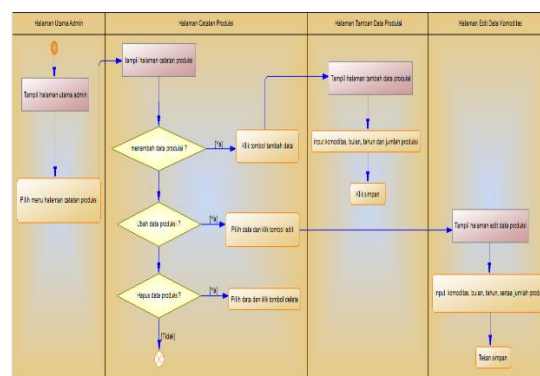 Halaman Utama Admin
Halaman Catatan Produksi
Halaman Tambah Data Produksi
Halaman Edit Data Komoditas
Tampil halaman utama admin
Pilih menu halaman catatan produksi
tampil halaman catatan produksi
menambah data produksi ?
[Ya]
Klik tombol tambah data
Ubah data produksi ?
[Ya]
Pilih data dan klik tombol edit
Hapus data produksi ?
[Ya]
Pilih data dan klik tombol delete
[Tidak]
Tampil halaman tambah data produksi
Input komoditas, bulan, tahun dan jumlah produksi
Klik simpan
Tampil halaman edit data produksi
input komoditas, bulan, tahun, jumlah
Tekan simpan